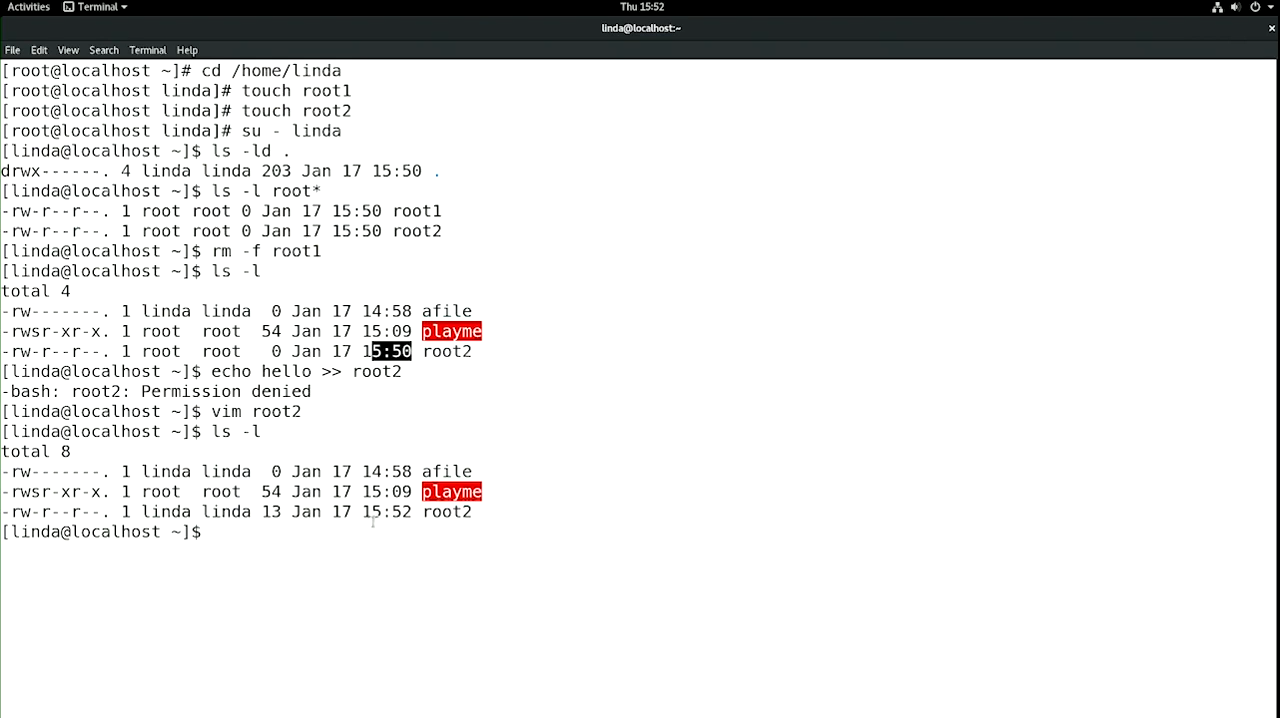 Activities Terminal Thu 15:52
linda@localhost:~ ×
File Edit View Search Terminal Help
[root@localhost ~]# cd /home/linda
[root@localhost linda]# touch root1
[root@localhost linda]# touch root2
[root@localhost linda]# su - linda
[linda@localhost ~]$ ls -ld .
drwx------. 4 linda linda 203 Jan 17 15:50 .
[linda@localhost ~]$ ls -l root*
-rw-r--r--. 1 root root 0 Jan 17 15:50 root1
-rw-r--r--. 1 root root 0 Jan 17 15:50 root2
[linda@localhost ~]$ rm -f root1
[linda@localhost ~]$ ls -l
total 4
-rw-------. 1 linda linda  0 Jan 17 14:58 afile
-rwsr-xr-x. 1 root  root  54 Jan 17 15:09 playme
-rw-r--r--. 1 root  root   0 Jan 17 15:50 root2
[linda@localhost ~]$ echo hello >> root2
-bash: root2: Permission denied
[linda@localhost ~]$ vim root2
[linda@localhost ~]$ ls -l
total 8
-rw-------. 1 linda linda  0 Jan 17 14:58 afile
-rwsr-xr-x. 1 root  root  54 Jan 17 15:09 playme
-rw-r--r--. 1 linda linda 13 Jan 17 15:52 root2
[linda@localhost ~]$